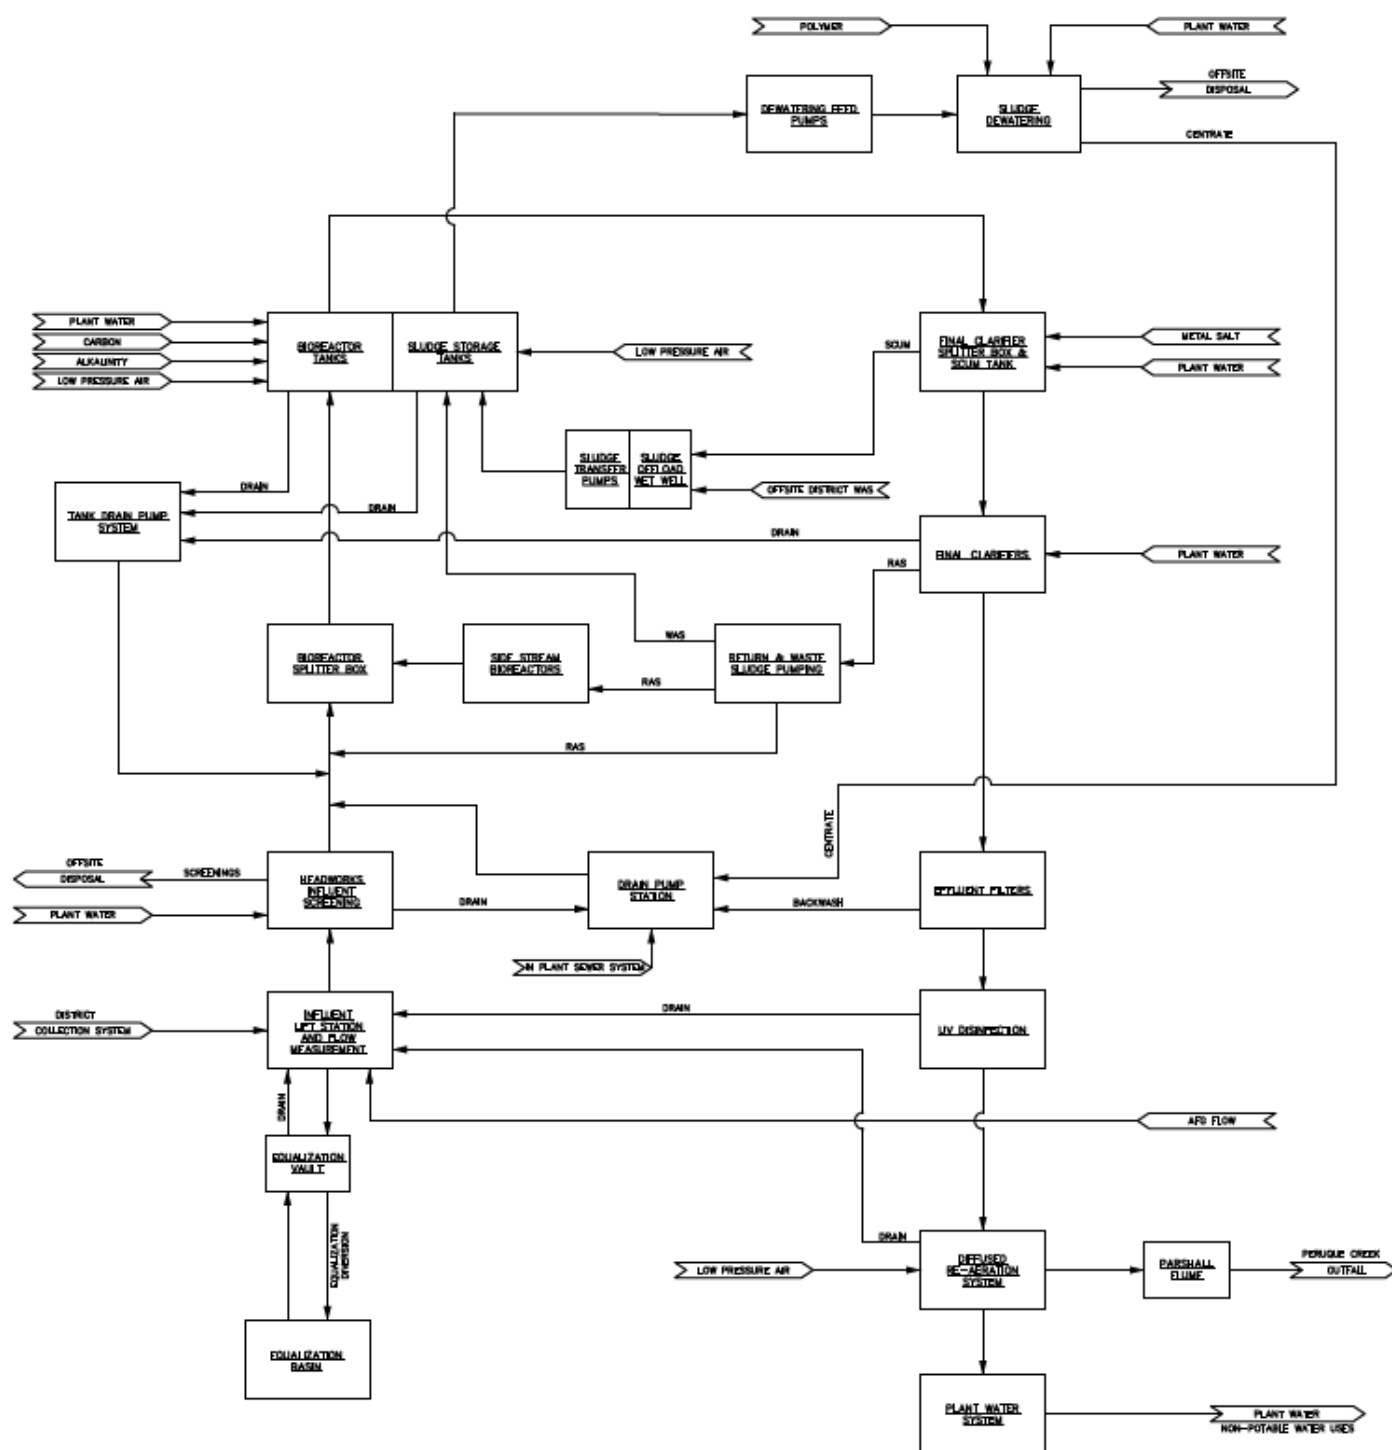 POLYMER
PLANT WATER
OFFSITE
DISPOSAL
DEWATERING FEED
PUMPS
SLUDGE
DEWATERING
CENTRATE
PLANT WATER
CARBON
ALKALINITY
LOW PRESSURE AIR
BIOREACTOR
TANKS
SLUDGE STORAGE
TANKS
LOW PRESSURE AIR
SCUM
FINAL CLARIFIER
SPLITTER BOX &
SCUM TANK
METAL SALT
PLANT WATER
SLUDGE
TRANSFER
PUMPS
SLUDGE
OFFLOAD
WET WELL
OFFSITE DISTRICT WAS
DRAIN
DRAIN
TANK DRAIN PUMP
SYSTEM
DRAIN
FINAL CLARIFIERS
PLANT WATER
RAS
WAS
BIOREACTOR
SPLITTER BOX
SIDE STREAM
BIOREACTORS
RETURN & WASTE
SLUDGE PUMPING
RAS
RAS
CENTRATE
OFFSITE
DISPOSAL
SCREENINGS
HEADWORKS
INFLUENT
SCREENING
DRAIN PUMP
STATION
EFFLUENT FILTERS
PLANT WATER
DRAIN
BACKWASH
IN PLANT SEWER SYSTEM
DISTRICT
COLLECTION SYSTEM
INFLUENT
LIFT STATION
AND FLOW
MEASUREMENT
DRAIN
UV DISINFECTION
DRAIN
AFS FLOW
EQUALIZATION
VAULT
EQUALIZATION
DIVERSION
DRAIN
LOW PRESSURE AIR
DIFFUSED
RE-AERATION
SYSTEM
PARSHALL
FLUME
PERUQUE CREEK
OUTFALL
EQUALIZATION
BASIN
PLANT WATER
SYSTEM
PLANT WATER
NON-POTABLE WATER USES